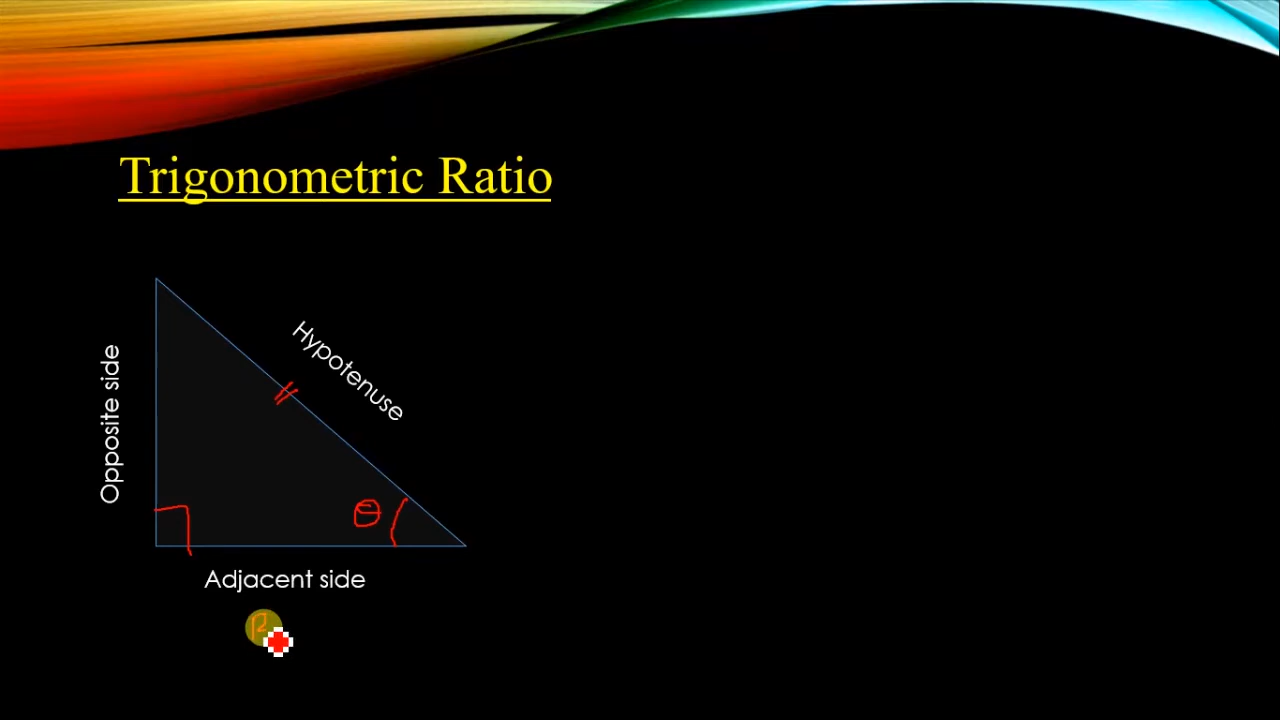 Trigonometric Ratio
Hypotenuse
Opposite side
θ
Adjacent side